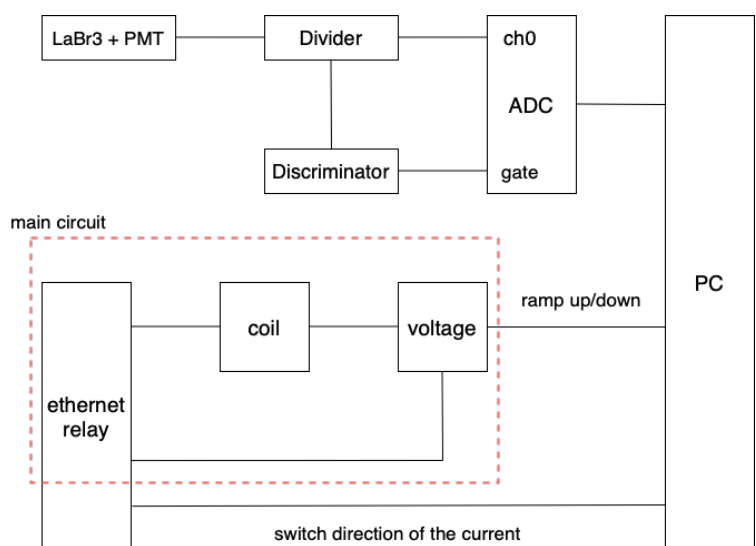 LaBr3 + PMT
Divider
ch0
ADC
Discriminator
gate
main circuit
PC
ramp up/down
coil
voltage
ethernet
relay
switch direction of the current